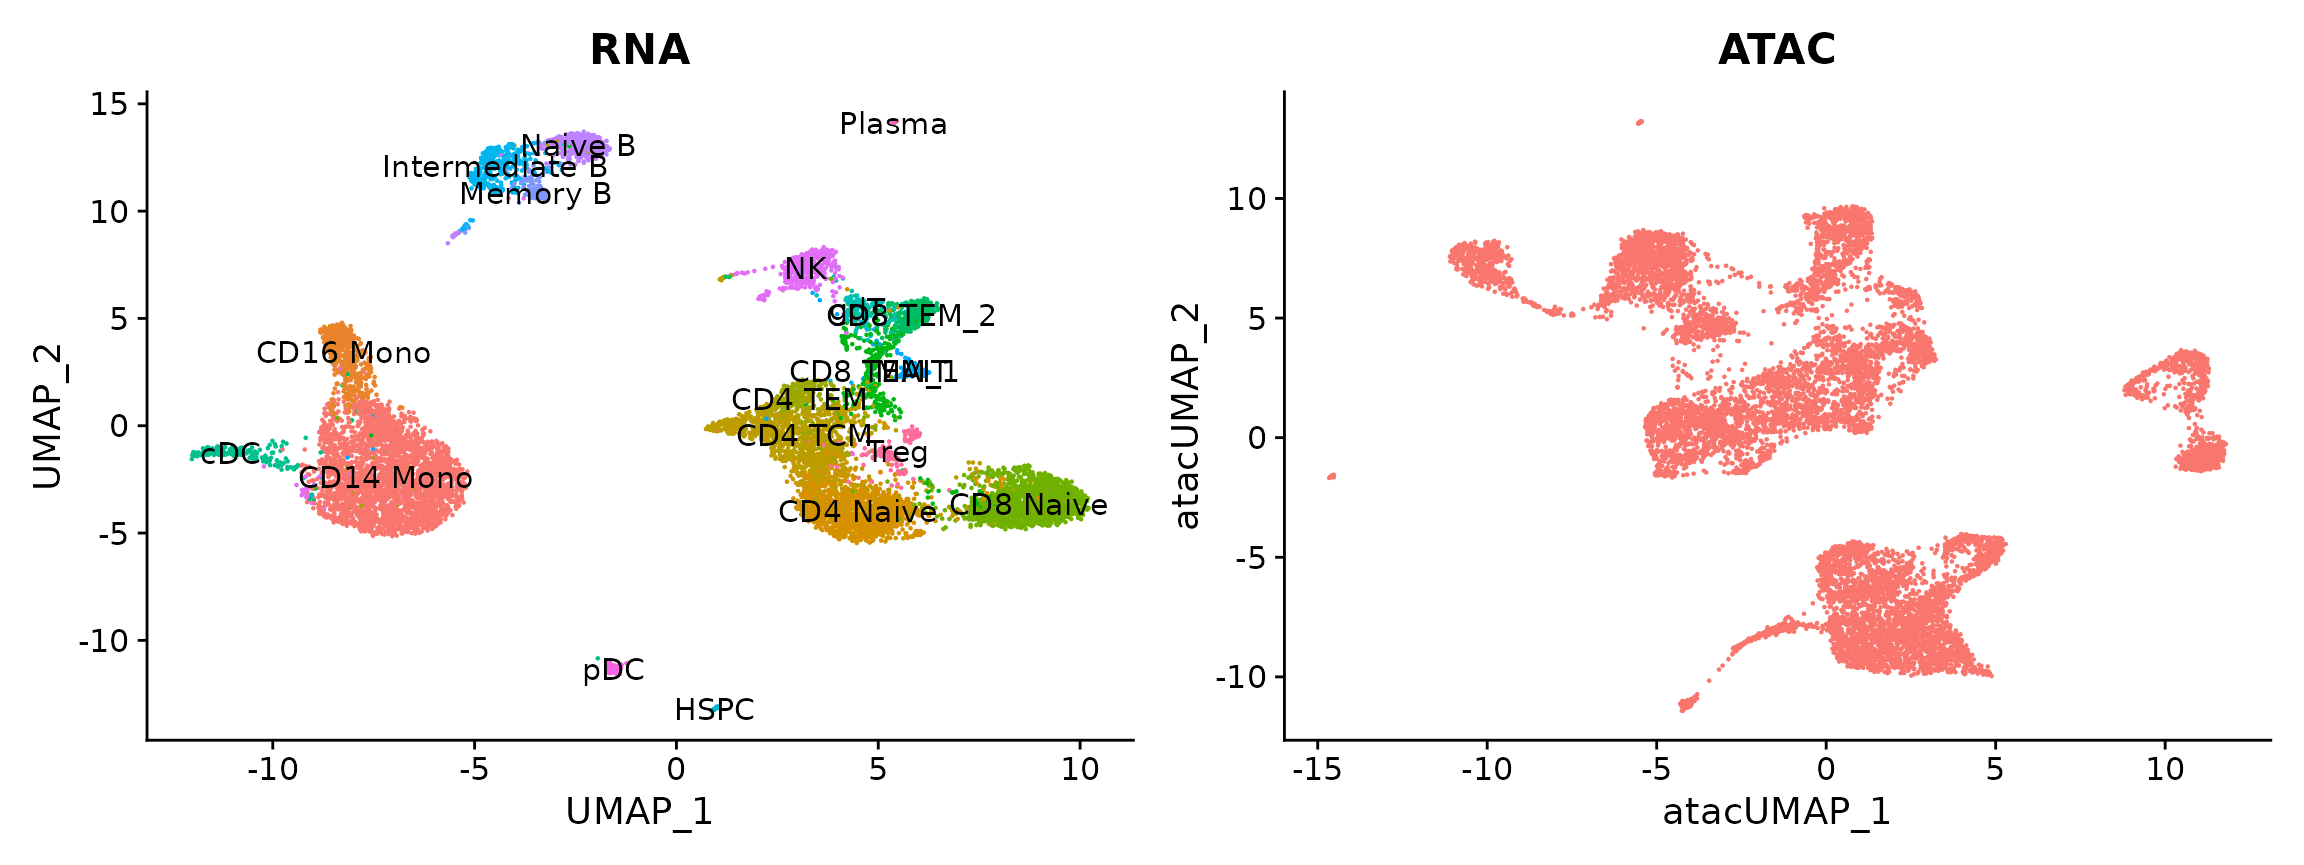 RNA
ATAC
15
10
5
0
-5
-10
UMAP_2
Plasma
Naive B
Intermediate B
Memory B
NK
gdT
CD8 TEM_2
CD16 Mono
CD8 TEM_1
MAIT
CD4 TEM
CD4 TCM
Treg
cDC
CD14 Mono
CD4 Naive
CD8 Naive
pDC
HSPC
-10
-5
0
5
10
UMAP_1
10
5
0
-5
-10
atacUMAP_2
-15
-10
-5
0
5
10
atacUMAP_1